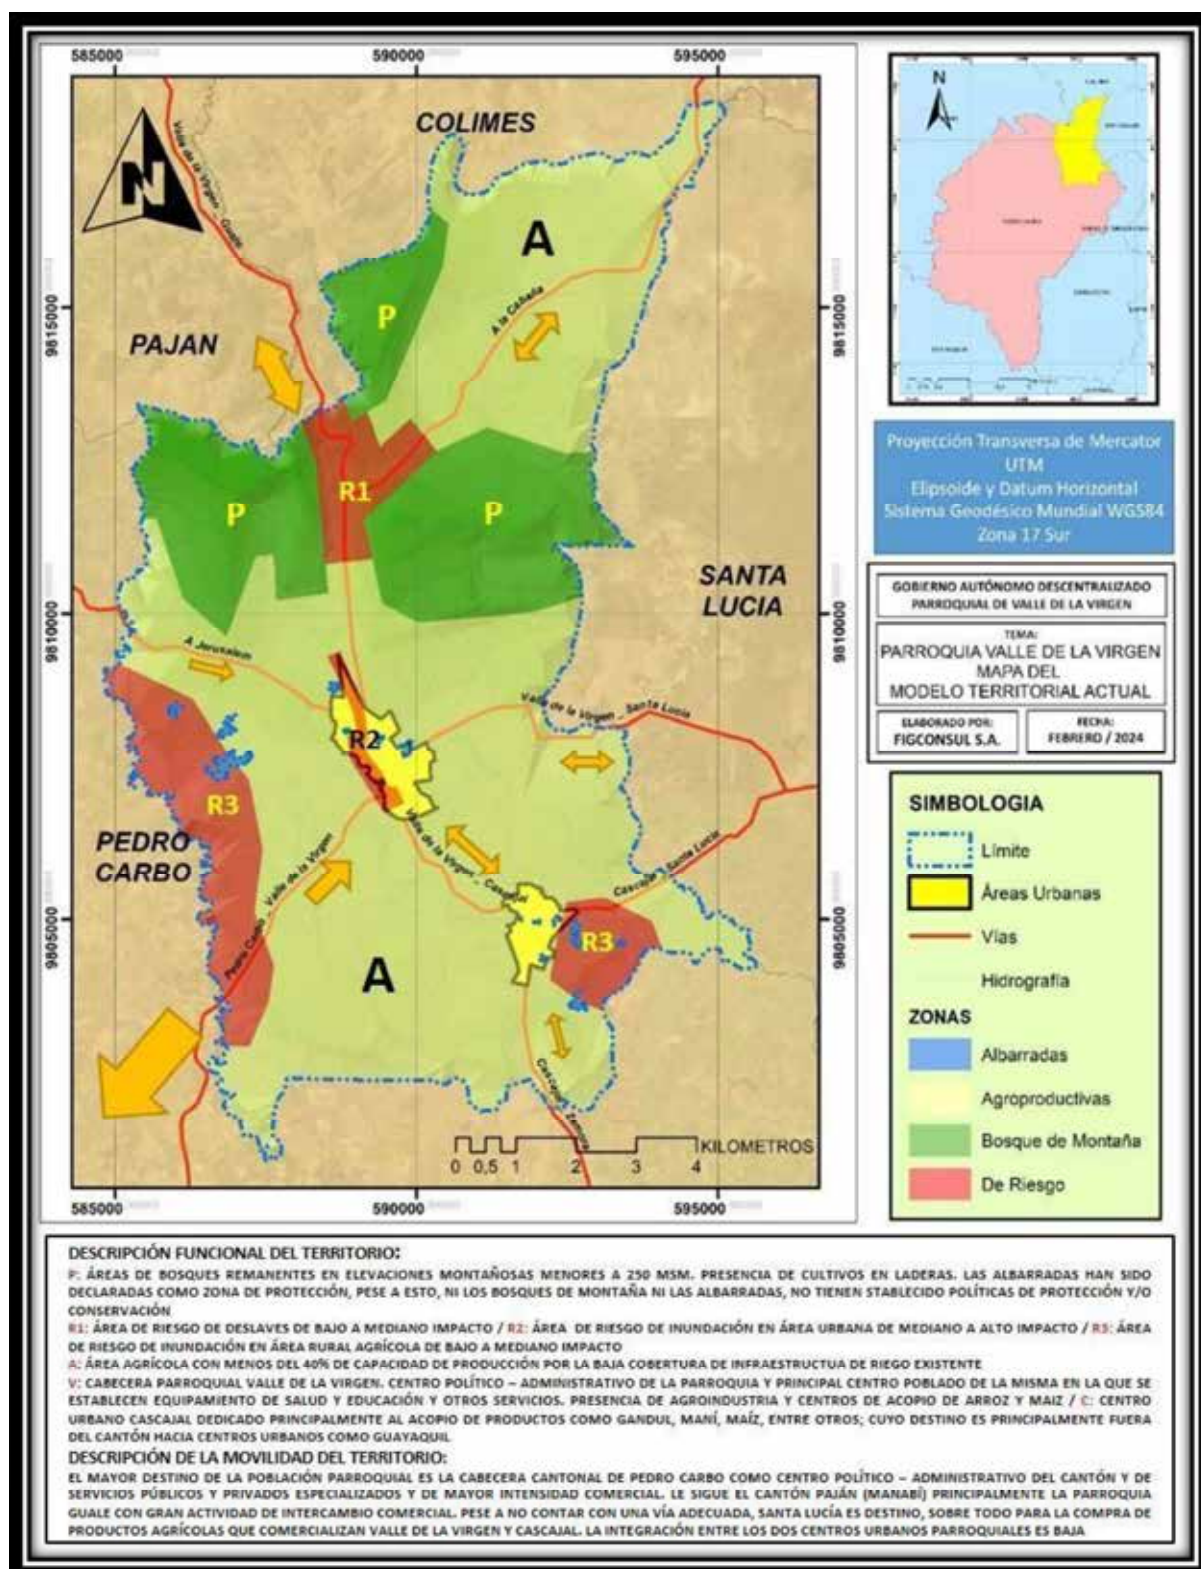 585000
590000
595000
COLIMES
N
Valle de la Virgen _ Guale
A
P
A la Cabaña
9815000
9815000
PAJAN
R1
P
P
SANTA
LUCIA
9810000
9810000
A Jerusalem
Valle de la Virgen _ Santa Lucia
R2
R3
PEDRO
CARBO
Pedro Carbo _ Valle de la Virgen
Valle de la Virgen _ Cascajal
Cascajal _ Santa Lucia
9805000
9805000
R3
A
Cascajal _ Zamora
KILOMETROS
0 0,5 1 2 3 4
585000
590000
595000
N
Proyección Transversa de Mercator
UTM
Elipsoide y Datum Horizontal
Sistema Geodésico Mundial WGS84
Zona 17 Sur
GOBIERNO AUTÓNOMO DESCENTRALIZADO
PARROQUIAL DE VALLE DE LA VIRGEN
TEMA:
PARROQUIA VALLE DE LA VIRGEN
MAPA DEL
MODELO TERRITORIAL ACTUAL
ELABORADO POR:
FIGCONSUL S.A.
FECHA:
FEBRERO / 2024
SIMBOLOGIA
Límite
Áreas Urbanas
Vías
Hidrografía
ZONAS
Albarradas
Agroproductivas
Bosque de Montaña
De Riesgo
DESCRIPCIÓN FUNCIONAL DEL TERRITORIO:
P: ÁREAS DE BOSQUES REMANENTES EN ELEVACIONES MONTAÑOSAS MENORES A 250 MSM. PRESENCIA DE CULTIVOS EN LADERAS. LAS ALBARRADAS HAN SIDO
DECLARADAS COMO ZONA DE PROTECCIÓN, PESE A ESTO, NI LOS BOSQUES DE MONTAÑA NI LAS ALBARRADAS, NO TIENEN STABLECIDO POLÍTICAS DE PROTECCIÓN Y/O
CONSERVACIÓN
R1: ÁREA DE RIESGO DE DESLAVES DE BAJO A MEDIANO IMPACTO / R2: ÁREA DE RIESGO DE INUNDACIÓN EN ÁREA URBANA DE MEDIANO A ALTO IMPACTO / R3: ÁREA
DE RIESGO DE INUNDACIÓN EN ÁREA RURAL AGRÍCOLA DE BAJO A MEDIANO IMPACTO
A: ÁREA AGRÍCOLA CON MENOS DEL 40% DE CAPACIDAD DE PRODUCCIÓN POR LA BAJA COBERTURA DE INFRAESTRUCTUA DE RIEGO EXISTENTE
V: CABECERA PARROQUIAL VALLE DE LA VIRGEN. CENTRO POLÍTICO – ADMINISTRATIVO DE LA PARROQUIA Y PRINCIPAL CENTRO POBLADO DE LA MISMA EN LA QUE SE
ESTABLECEN EQUIPAMIENTO DE SALUD Y EDUCACIÓN Y OTROS SERVICIOS. PRESENCIA DE AGROINDUSTRIA Y CENTROS DE ACOPIO DE ARROZ Y MAIZ / C: CENTRO
URBANO CASCAJAL DEDICADO PRINCIPALMENTE AL ACOPIO DE PRODUCTOS COMO GANDUL, MANÍ, MAÍZ, ENTRE OTROS; CUYO DESTINO ES PRINCIPALMENTE FUERA
DEL CANTÓN HACIA CENTROS URBANOS COMO GUAYAQUIL
DESCRIPCIÓN DE LA MOVILIDAD DEL TERRITORIO:
EL MAYOR DESTINO DE LA POBLACIÓN PARROQUIAL ES LA CABECERA CANTONAL DE PEDRO CARBO COMO CENTRO POLÍTICO – ADMINISTRATIVO DEL CANTÓN Y DE
SERVICIOS PÚBLICOS Y PRIVADOS ESPECIALIZADOS Y DE MAYOR INTENSIDAD COMERCIAL. LE SIGUE EL CANTÓN PAJÁN (MANABÍ) PRINCIPALMENTE LA PARROQUIA
GUALE CON GRAN ACTIVIDAD DE INTERCAMBIO COMERCIAL. PESE A NO CONTAR CON UNA VÍA ADECUADA, SANTA LUCÍA ES DESTINO, SOBRE TODO PARA LA COMPRA DE
PRODUCTOS AGRÍCOLAS QUE COMERCIALIZAN VALLE DE LA VIRGEN Y CASCAJAL. LA INTEGRACIÓN ENTRE LOS DOS CENTROS URBANOS PARROQUIALES ES BAJA